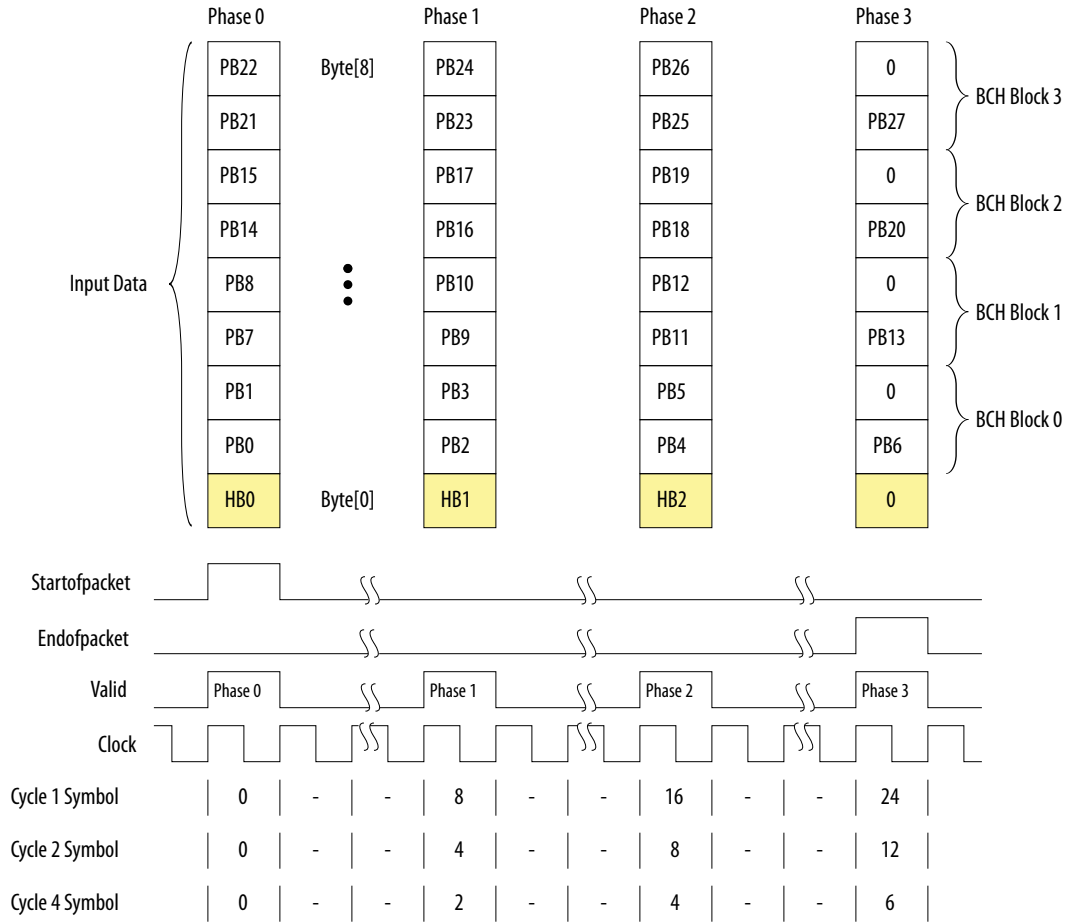 Phase 0 Phase 1 Phase 2 Phase 3
PB22 Byte[8] PB24 PB26 0
BCH Block 3
PB21 PB23 PB25 PB27
PB15 PB17 PB19 0
BCH Block 2
PB14 PB16 PB18 PB20
Input Data PB8 PB10 PB12 0
BCH Block 1
PB7 PB9 PB11 PB13
PB1 PB3 PB5 0
BCH Block 0
PB0 PB2 PB4 PB6
HB0 Byte[0] HB1 HB2 0
Startofpacket
Endofpacket
Valid Phase 0 Phase 1 Phase 2 Phase 3
Clock
Cycle 1 Symbol 0 - - 8 - - 16 - - 24
Cycle 2 Symbol 0 - - 4 - - 8 - - 12
Cycle 4 Symbol 0 - - 2 - - 4 - - 6